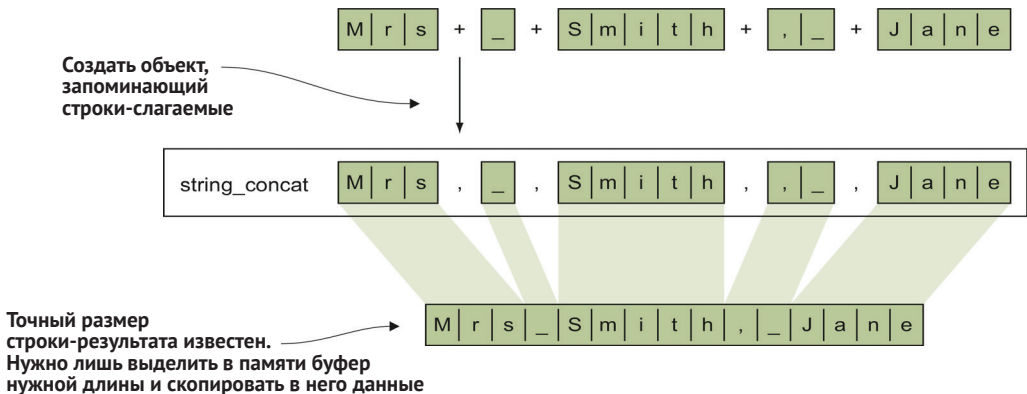 M r s + _ + S m i t h + , _ + J a n e
Создать объект,
запоминающий
строки-слагаемые
string_concat M r s , _ , S m i t h , , _ , J a n e
M r s _ S m i t h , _ J a n e
Точный размер
строки-результата известен.
Нужно лишь выделить в памяти буфер
нужной длины и скопировать в него данные